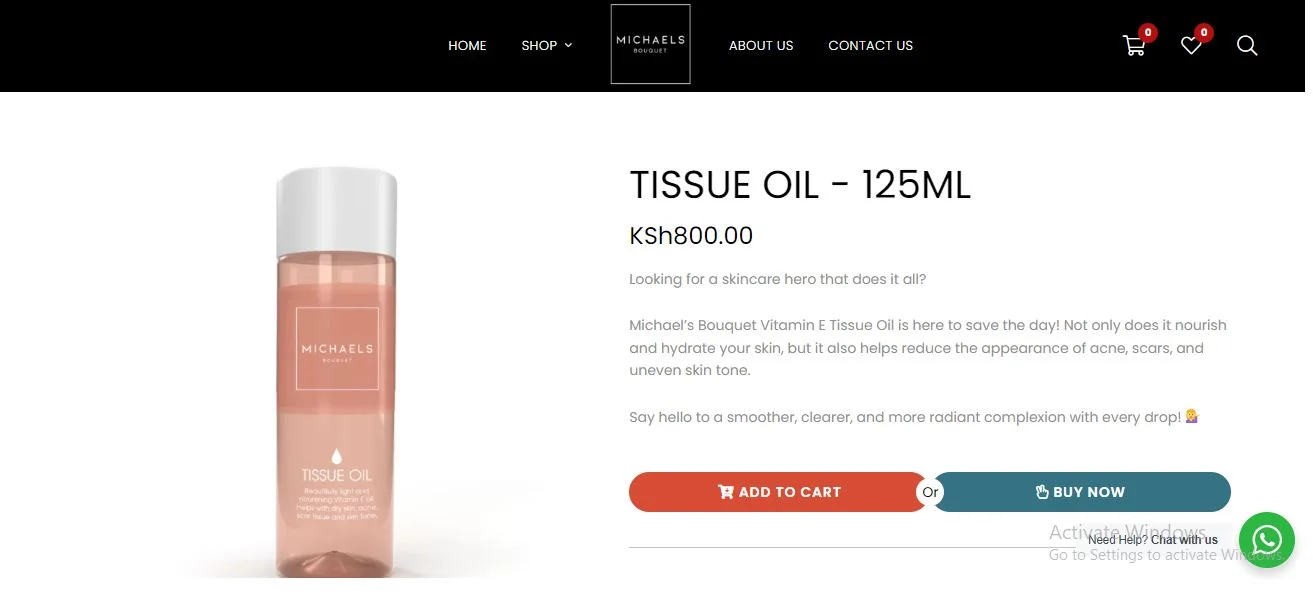 HOME
SHOP
MICHAELS
BOUQUET
ABOUT US
CONTACT US
0
0
TISSUE OIL - 125ML
KSh800.00
Looking for a skincare hero that does it all?
Michael's Bouquet Vitamin E Tissue Oil is here to save the day! Not only does it nourish
and hydrate your skin, but it also helps reduce the appearance of acne, scars, and
uneven skin tone.
Say hello to a smoother, clearer, and more radiant complexion with every drop! 💁‍♀️
ADD TO CART
Or
BUY NOW
Activate Windows
Need Help? Chat with us
Go to Settings to activate Windows.
MICHAELS
BOUQUET
TISSUE OIL
Beautifully light and
nourishing Vitamin E oil
helps with dry skin, acne,
scar tissue and skin tones.